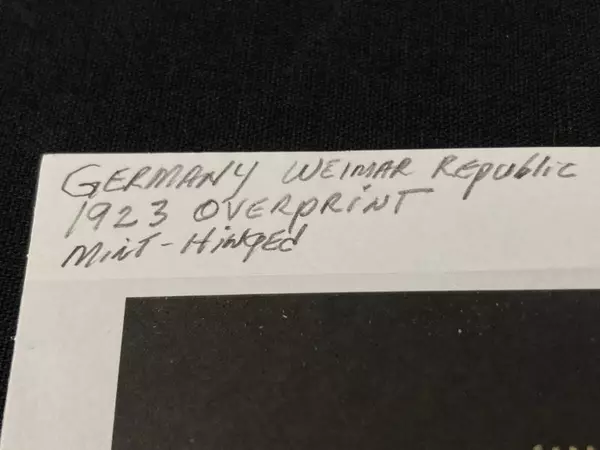 GERMANY WEIMAR REPUBLIC
1923 OVERPRINT
MINT-HINGED